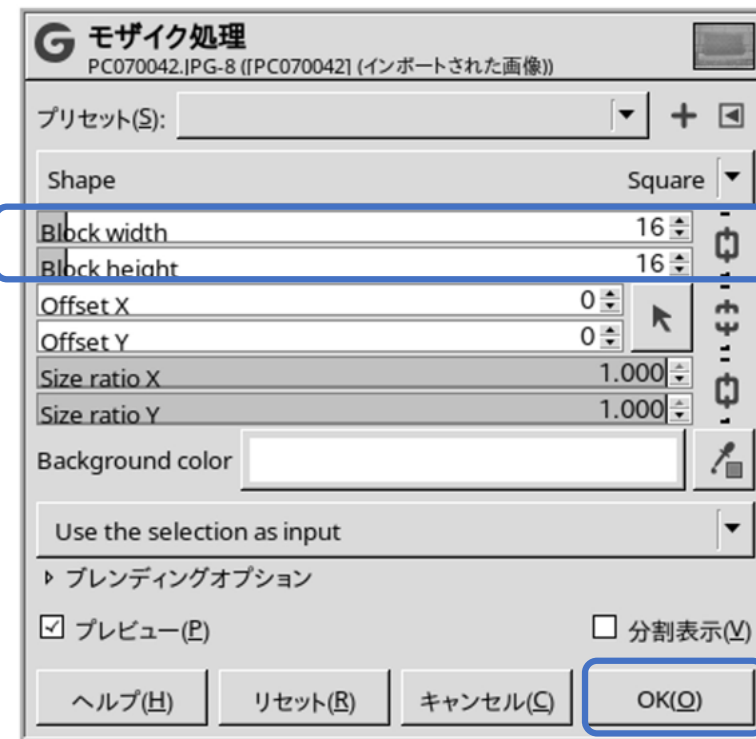 モザイク処理
PC070042.JPG-8 ([PC070042] (インポートされた画像))
プリセット(S):
Shape Square
Block width 16
Block height 16
Offset X 0
Offset Y 0
Size ratio X 1.000
Size ratio Y 1.000
Background color
Use the selection as input
ブレンディングオプション
プレビュー(P) 分割表示(V)
ヘルプ(H) リセット(R) キャンセル(C) OK(O)